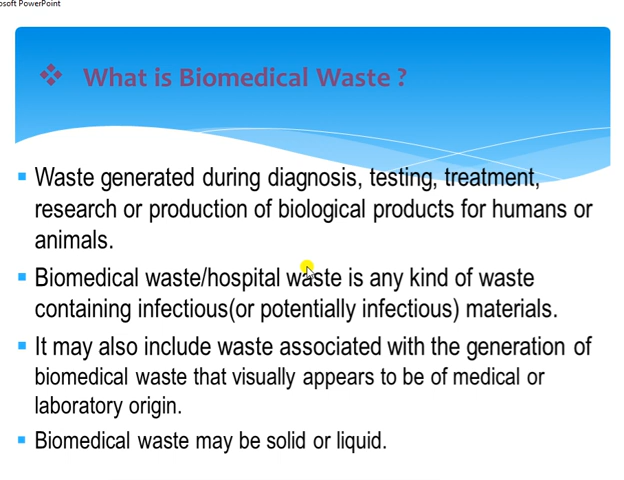 osoft PowerPoint
❖ What is Biomedical Waste ?
▪ Waste generated during diagnosis, testing, treatment,
research or production of biological products for humans or
animals.
▪ Biomedical waste/hospital waste is any kind of waste
containing infectious(or potentially infectious) materials.
▪ It may also include waste associated with the generation of
biomedical waste that visually appears to be of medical or
laboratory origin.
▪ Biomedical waste may be solid or liquid.